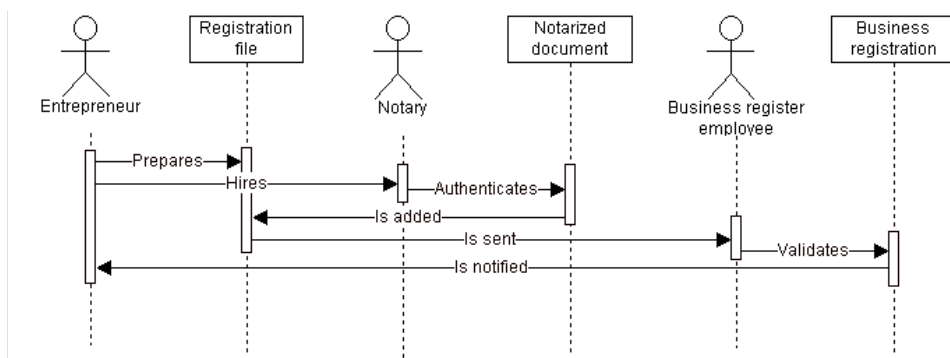 Registration
file
Notarized
document
Business
registration
Entrepreneur
Notary
Business register
employee
Prepares
Hires
Authenticates
Is added
Is sent
Validates
Is notified